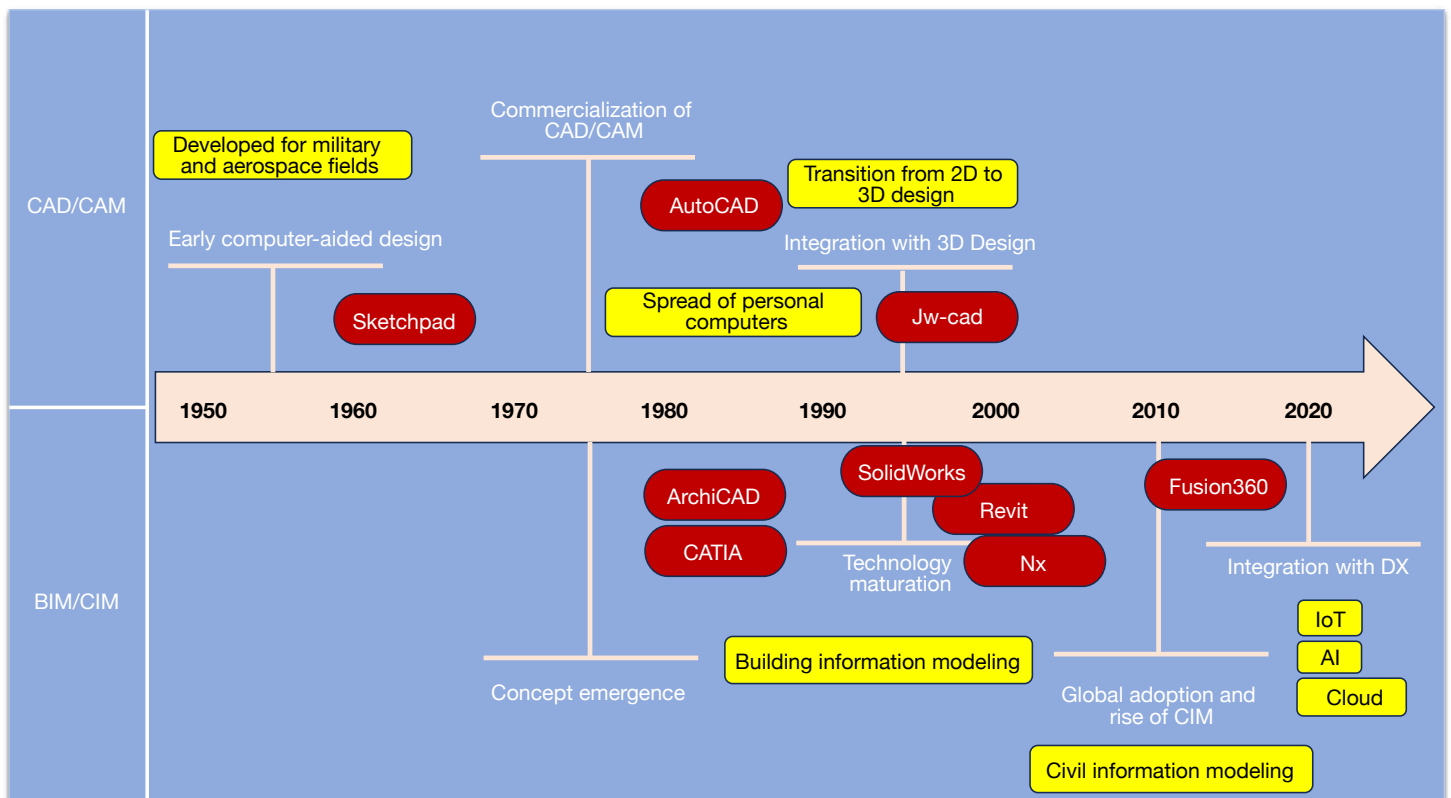 Commercialization of
CAD/CAM
Developed for military
and aerospace fields
Transition from 2D to
3D design
CAD/CAM
AutoCAD
Early computer-aided design
Integration with 3D Design
Sketchpad
Spread of personal
computers
Jw-cad
1950
1960
1970
1980
1990
2000
2010
2020
BIM/CIM
ArchiCAD
CATIA
SolidWorks
Revit
Nx
Fusion360
Technology
maturation
Integration with DX
IoT
AI
Cloud
Building information modeling
Concept emergence
Global adoption and
rise of CIM
Civil information modeling